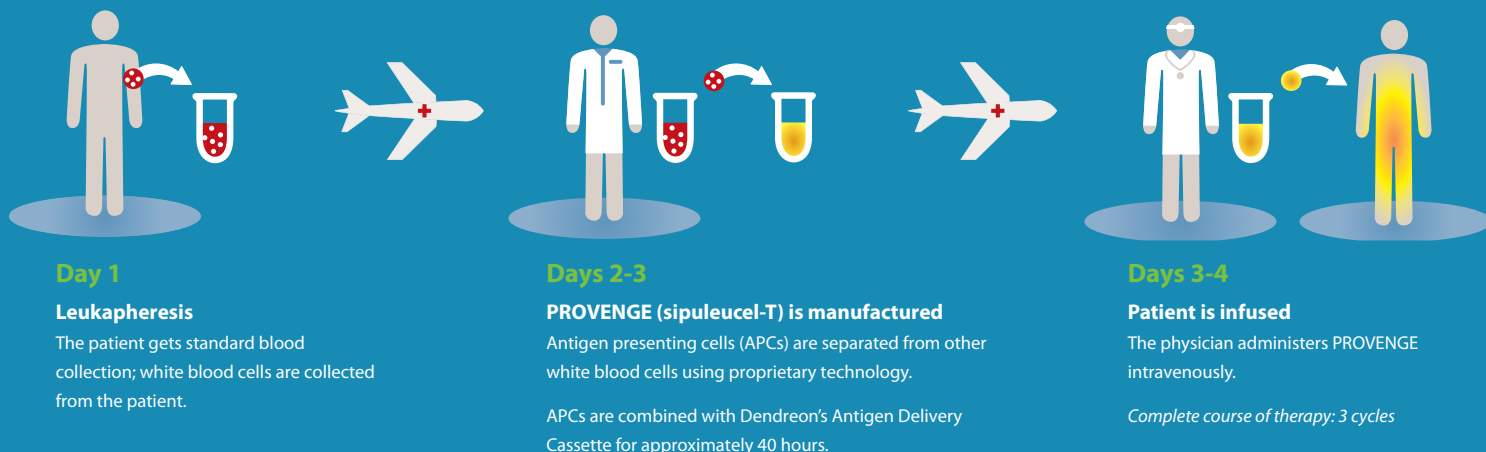 Day 1
Leukapheresis
The patient gets standard blood
collection; white blood cells are collected
from the patient.
Days 2-3
PROVENGE (sipuleucel-T) is manufactured
Antigen presenting cells (APCs) are separated from other
white blood cells using proprietary technology.
APCs are combined with Dendreon’s Antigen Delivery
Cassette for approximately 40 hours.
Days 3-4
Patient is infused
The physician administers PROVENGE
intravenously.
Complete course of therapy: 3 cycles